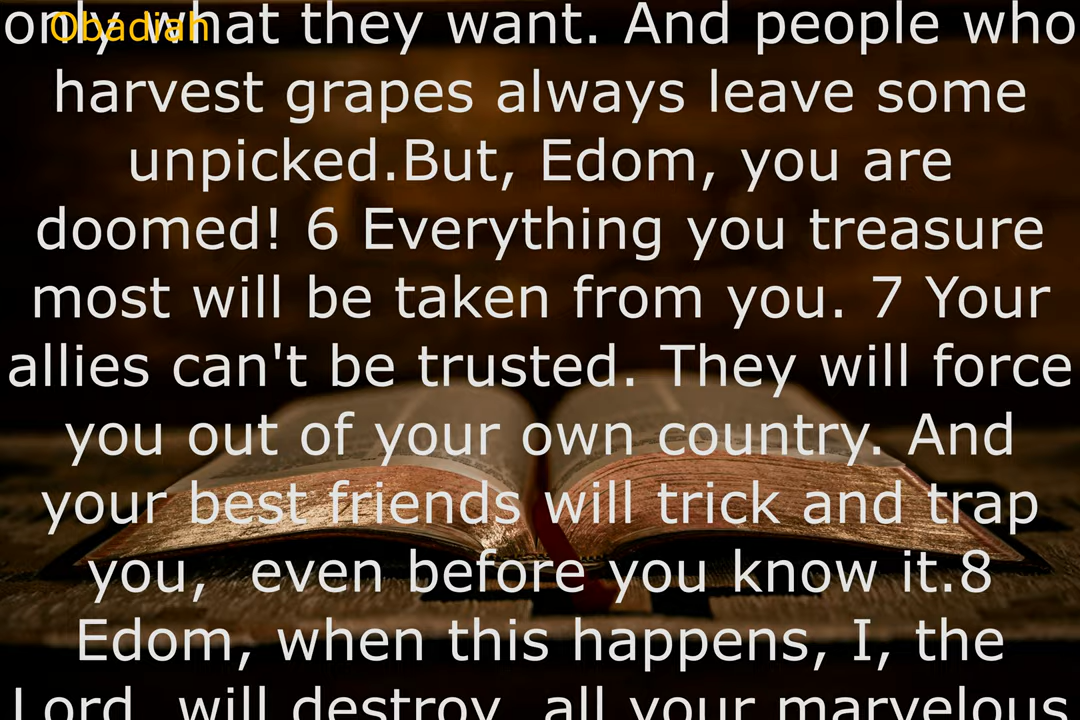 Obadiah
only what they want. And people who
harvest grapes always leave some
unpicked.But, Edom, you are
doomed! 6 Everything you treasure
most will be taken from you. 7 Your
allies can't be trusted. They will force
you out of your own country. And
your best friends will trick and trap
you,  even before you know it.8
Edom, when this happens, I, the
Lord, will destroy, all your marvelous